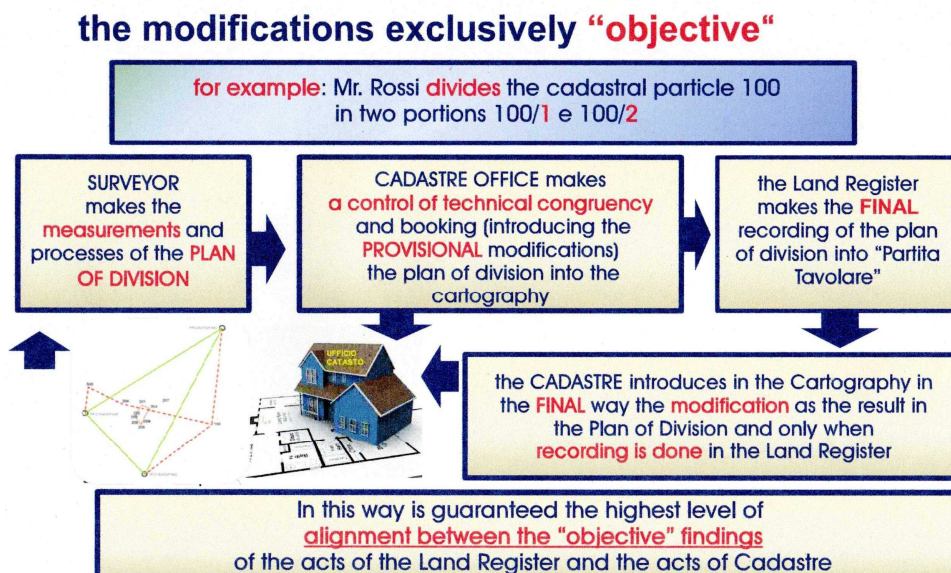 the modifications exclusively “objective“
for example: Mr. Rossi divides the cadastral particle 100
in two portions 100/1 e 100/2
SURVEYOR
makes the
measurements and
processes of the PLAN
OF DIVISION
CADASTRE OFFICE makes
a control of technical congruency
and booking (introducing the
PROVISIONAL modifications)
the plan of division into the
cartography
the Land Register
makes the FINAL
recording of the plan
of division into “Partita
Tavolare”
UFFICIO
CATASTO
the CADASTRE introduces in the Cartography in
the FINAL way the modification as the result in
the Plan of Division and only when
recording is done in the Land Register
In this way is guaranteed the highest level of
alignment between the “objective” findings
of the acts of the Land Register and the acts of Cadastre